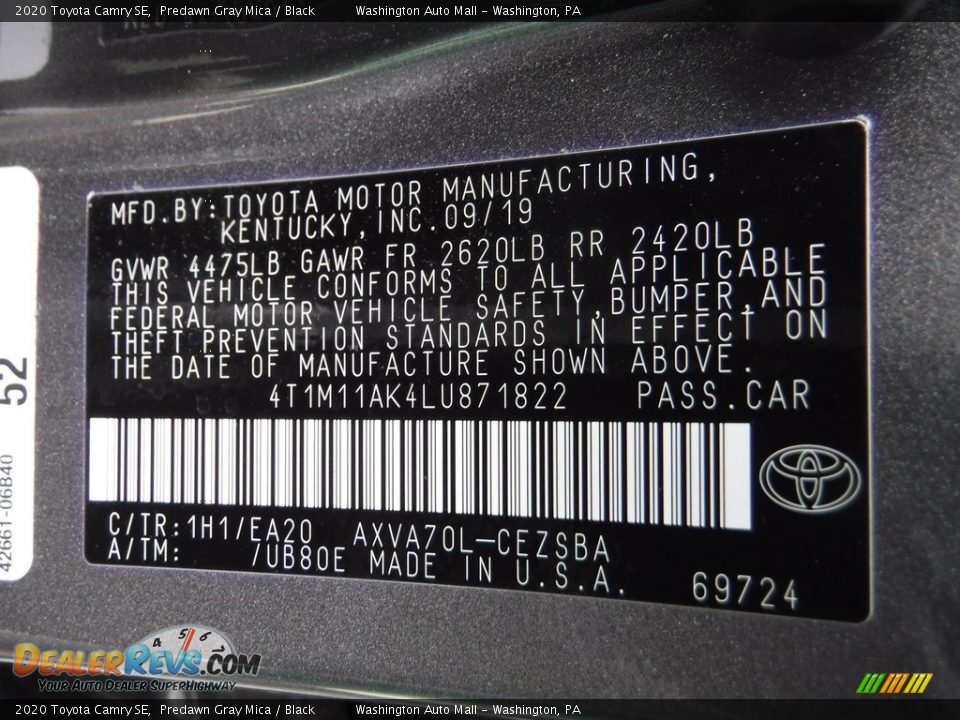 2020 Toyota Camry SE, Predawn Gray Mica / Black Washington Auto Mall - Washington, PA
MFD.BY:TOYOTA MOTOR MANUFACTURING,
KENTUCKY,INC.09/19
GVWR 4475LB GAWR FR 2620LB RR 2420LB
THIS VEHICLE CONFORMS TO ALL APPLICABLE
FEDERAL MOTOR VEHICLE SAFETY,BUMPER,AND
THEFT PREVENTION STANDARDS IN EFFECT ON
THE DATE OF MANUFACTURE SHOWN ABOVE.
4T1M11AK4LU871822 PASS.CAR
C/TR:1H1/EA20 AXVA70L-CEZSBA
A/TM: /UB80E MADE IN U.S.A.
69724
52
42661-06B40
4 5 6 7
DEALERREVS.COM
YOUR AUTO DEALER SUPERHIGHWAY
2020 Toyota Camry SE, Predawn Gray Mica / Black Washington Auto Mall - Washington, PA